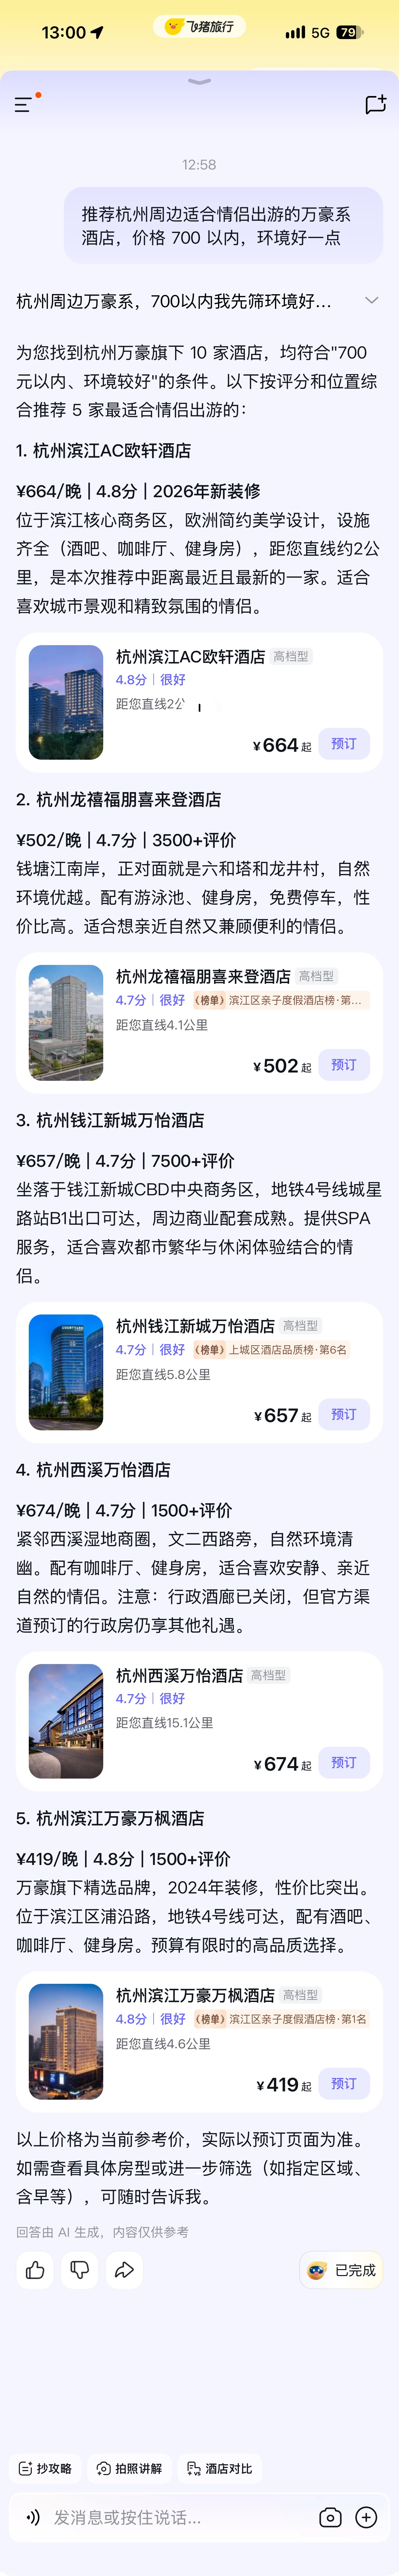 13:00
飞猪旅行
5G
79
12:58
推荐杭州周边适合情侣出游的万豪系
酒店，价格 700 以内，环境好一点
杭州周边万豪系，700以内我先筛环境好...
为您找到杭州万豪旗下 10 家酒店，均符合"700
元以内、环境较好"的条件。以下按评分和位置综
合推荐 5 家最适合情侣出游的：
1. 杭州滨江AC欧轩酒店
¥664/晚 | 4.8分 | 2026年新装修
位于滨江核心商务区，欧洲简约美学设计，设施
齐全（酒吧、咖啡厅、健身房），距您直线约2公
里，是本次推荐中距离最近且最新的一家。适合
喜欢城市景观和精致氛围的情侣。
杭州滨江AC欧轩酒店 高档型
4.8分 | 很好
距您直线2公
¥664起 预订
2. 杭州龙禧福朋喜来登酒店
¥502/晚 | 4.7分 | 3500+评价
钱塘江南岸，正对面就是六和塔和龙井村，自然
环境优越。配有游泳池、健身房，免费停车，性
价比高。适合想亲近自然又兼顾便利的情侣。
杭州龙禧福朋喜来登酒店 高档型
4.7分 | 很好 榜单 滨江区亲子度假酒店榜·第...
距您直线4.1公里
¥502起 预订
3. 杭州钱江新城万怡酒店
¥657/晚 | 4.7分 | 7500+评价
坐落于钱江新城CBD中央商务区，地铁4号线城星
路站B1出口可达，周边商业配套成熟。提供SPA
服务，适合喜欢都市繁华与休闲体验结合的情
侣。
杭州钱江新城万怡酒店 高档型
4.7分 | 很好 榜单 上城区酒店品质榜·第6名
距您直线5.8公里
¥657起 预订
4. 杭州西溪万怡酒店
¥674/晚 | 4.7分 | 1500+评价
紧邻西溪湿地商圈，文二西路旁，自然环境清
幽。配有咖啡厅、健身房，适合喜欢安静、亲近
自然的情侣。注意：行政酒廊已关闭，但官方渠
道预订的行政房仍享其他礼遇。
杭州西溪万怡酒店 高档型
4.7分 | 很好
距您直线15.1公里
¥674起 预订
5. 杭州滨江万豪万枫酒店
¥419/晚 | 4.8分 | 1500+评价
万豪旗下精选品牌，2024年装修，性价比突出。
位于滨江区浦沿路，地铁4号线可达，配有酒吧、
咖啡厅、健身房。预算有限时的高品质选择。
杭州滨江万豪万枫酒店 高档型
4.8分 | 很好 榜单 滨江区亲子度假酒店榜·第1名
距您直线4.6公里
¥419起 预订
以上价格为当前参考价，实际以预订页面为准。
如需查看具体房型或进一步筛选（如指定区域、
含早等），可随时告诉我。
回答由 AI 生成，内容仅供参考
已完成
抄攻略 拍照讲解 酒店对比
发消息或按住说话...